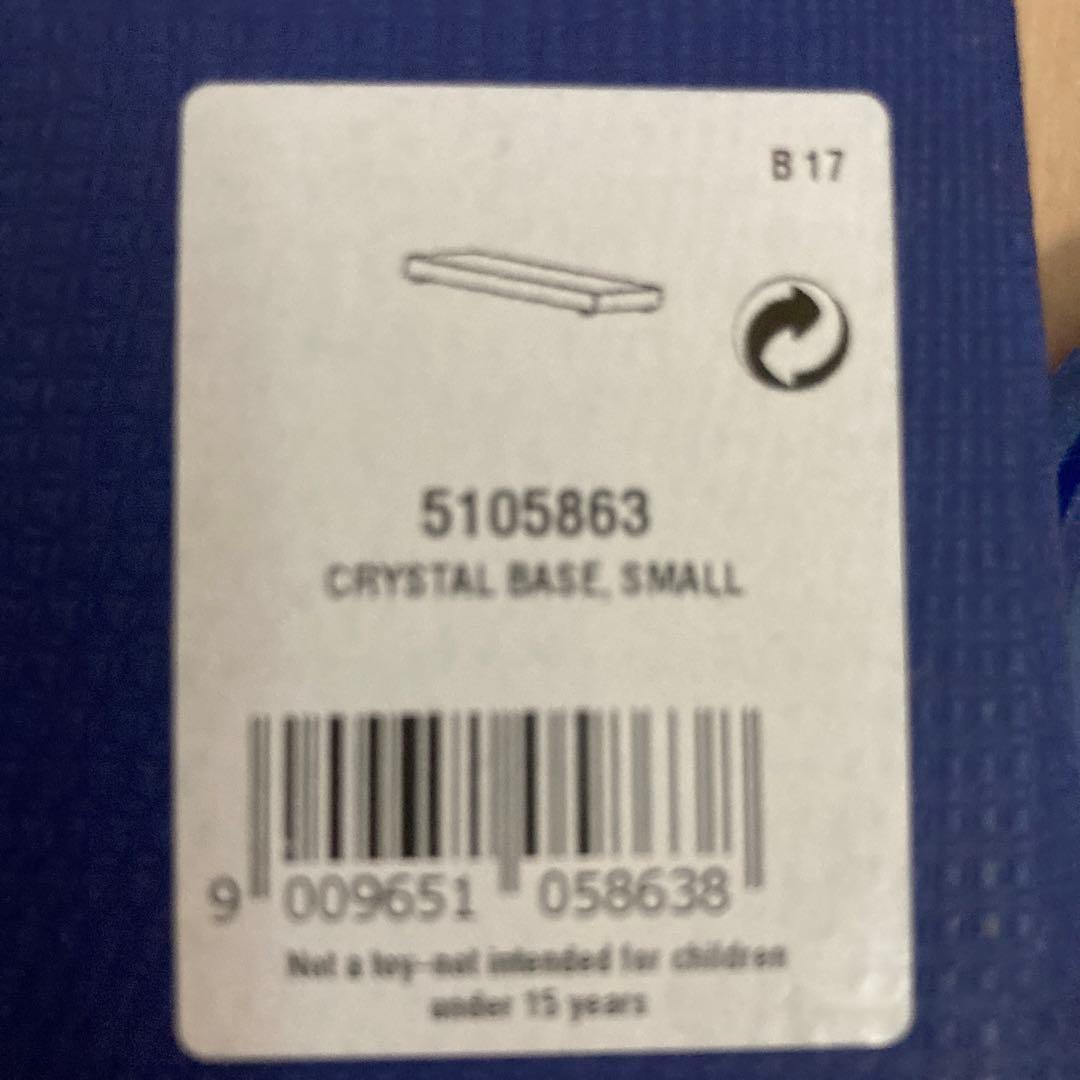 B 17
5105863
CRYSTAL BASE, SMALL
9 009651 058638
Not a toy-not intended for children
under 15 years